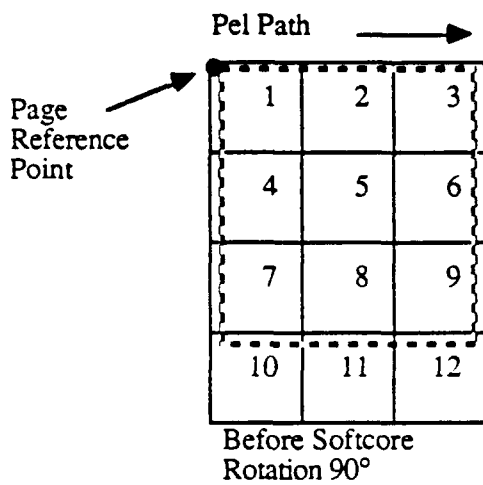 Pel Path
Page
Reference
Point
1 2 3
4 5 6
7 8 9
10 11 12
Before Softcore
Rotation 90°